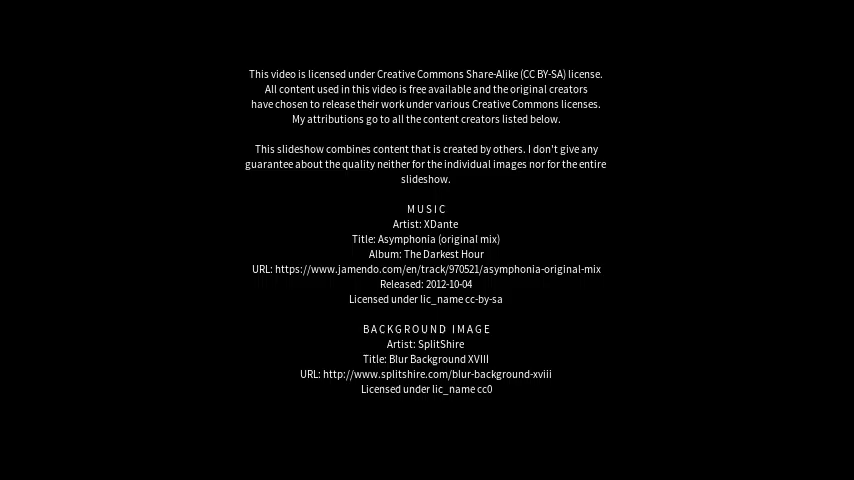 This video is licensed under Creative Commons Share-Alike (CC BY-SA) license.
All content used in this video is free available and the original creators
have chosen to release their work under various Creative Commons licenses.
My attributions go to all the content creators listed below.
This slideshow combines content that is created by others. I don't give any
guarantee about the quality neither for the individual images nor for the entire
slideshow.
MUSIC
Artist: XDante
Title: Asymphonia (original mix)
Album: The Darkest Hour
URL: https://www.jamendo.com/en/track/970521/asymphonia-original-mix
Released: 2012-10-04
Licensed under lic_name cc-by-sa
BACKGROUND IMAGE
Artist: SplitShire
Title: Blur Background XVIII
URL: http://www.splitshire.com/blur-background-xviii
Licensed under lic_name cc0